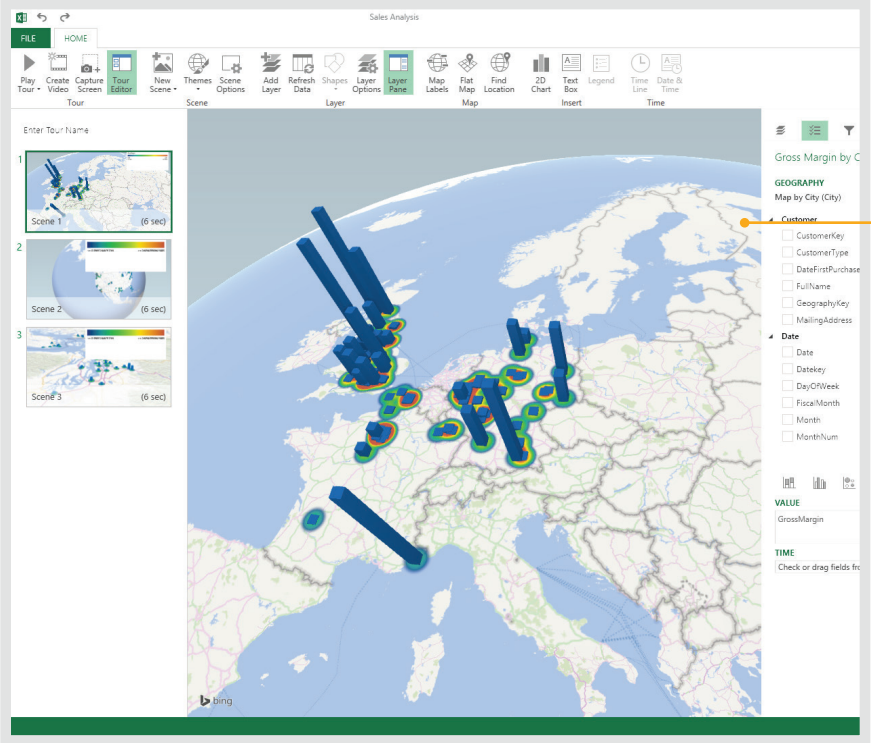 Sales Analysis
FILE HOME
Play Tour
Create Video
Capture Screen
Tour Editor
New Scene
Themes
Scene Options
Add Layer
Refresh Data
Shapes
Layer Options
Layer Pane
Map Labels
Flat Map
Find Location
2D Chart
Text Box
Legend
Time Line
Date & Time
Tour Scene Layer Map Insert Time
Enter Tour Name
1
Scene 1 (6 sec)
2
Scene 2 (6 sec)
3
Scene 3 (6 sec)
bing
Gross Margin by C
GEOGRAPHY
Map by City (City)
Customer
CustomerKey
CustomerType
DateFirstPurchase
FullName
GeographyKey
MailingAddress
Date
Date
Datekey
DayOfWeek
FiscalMonth
Month
MonthNum
VALUE
GrossMargin
TIME
Check or drag fields fro